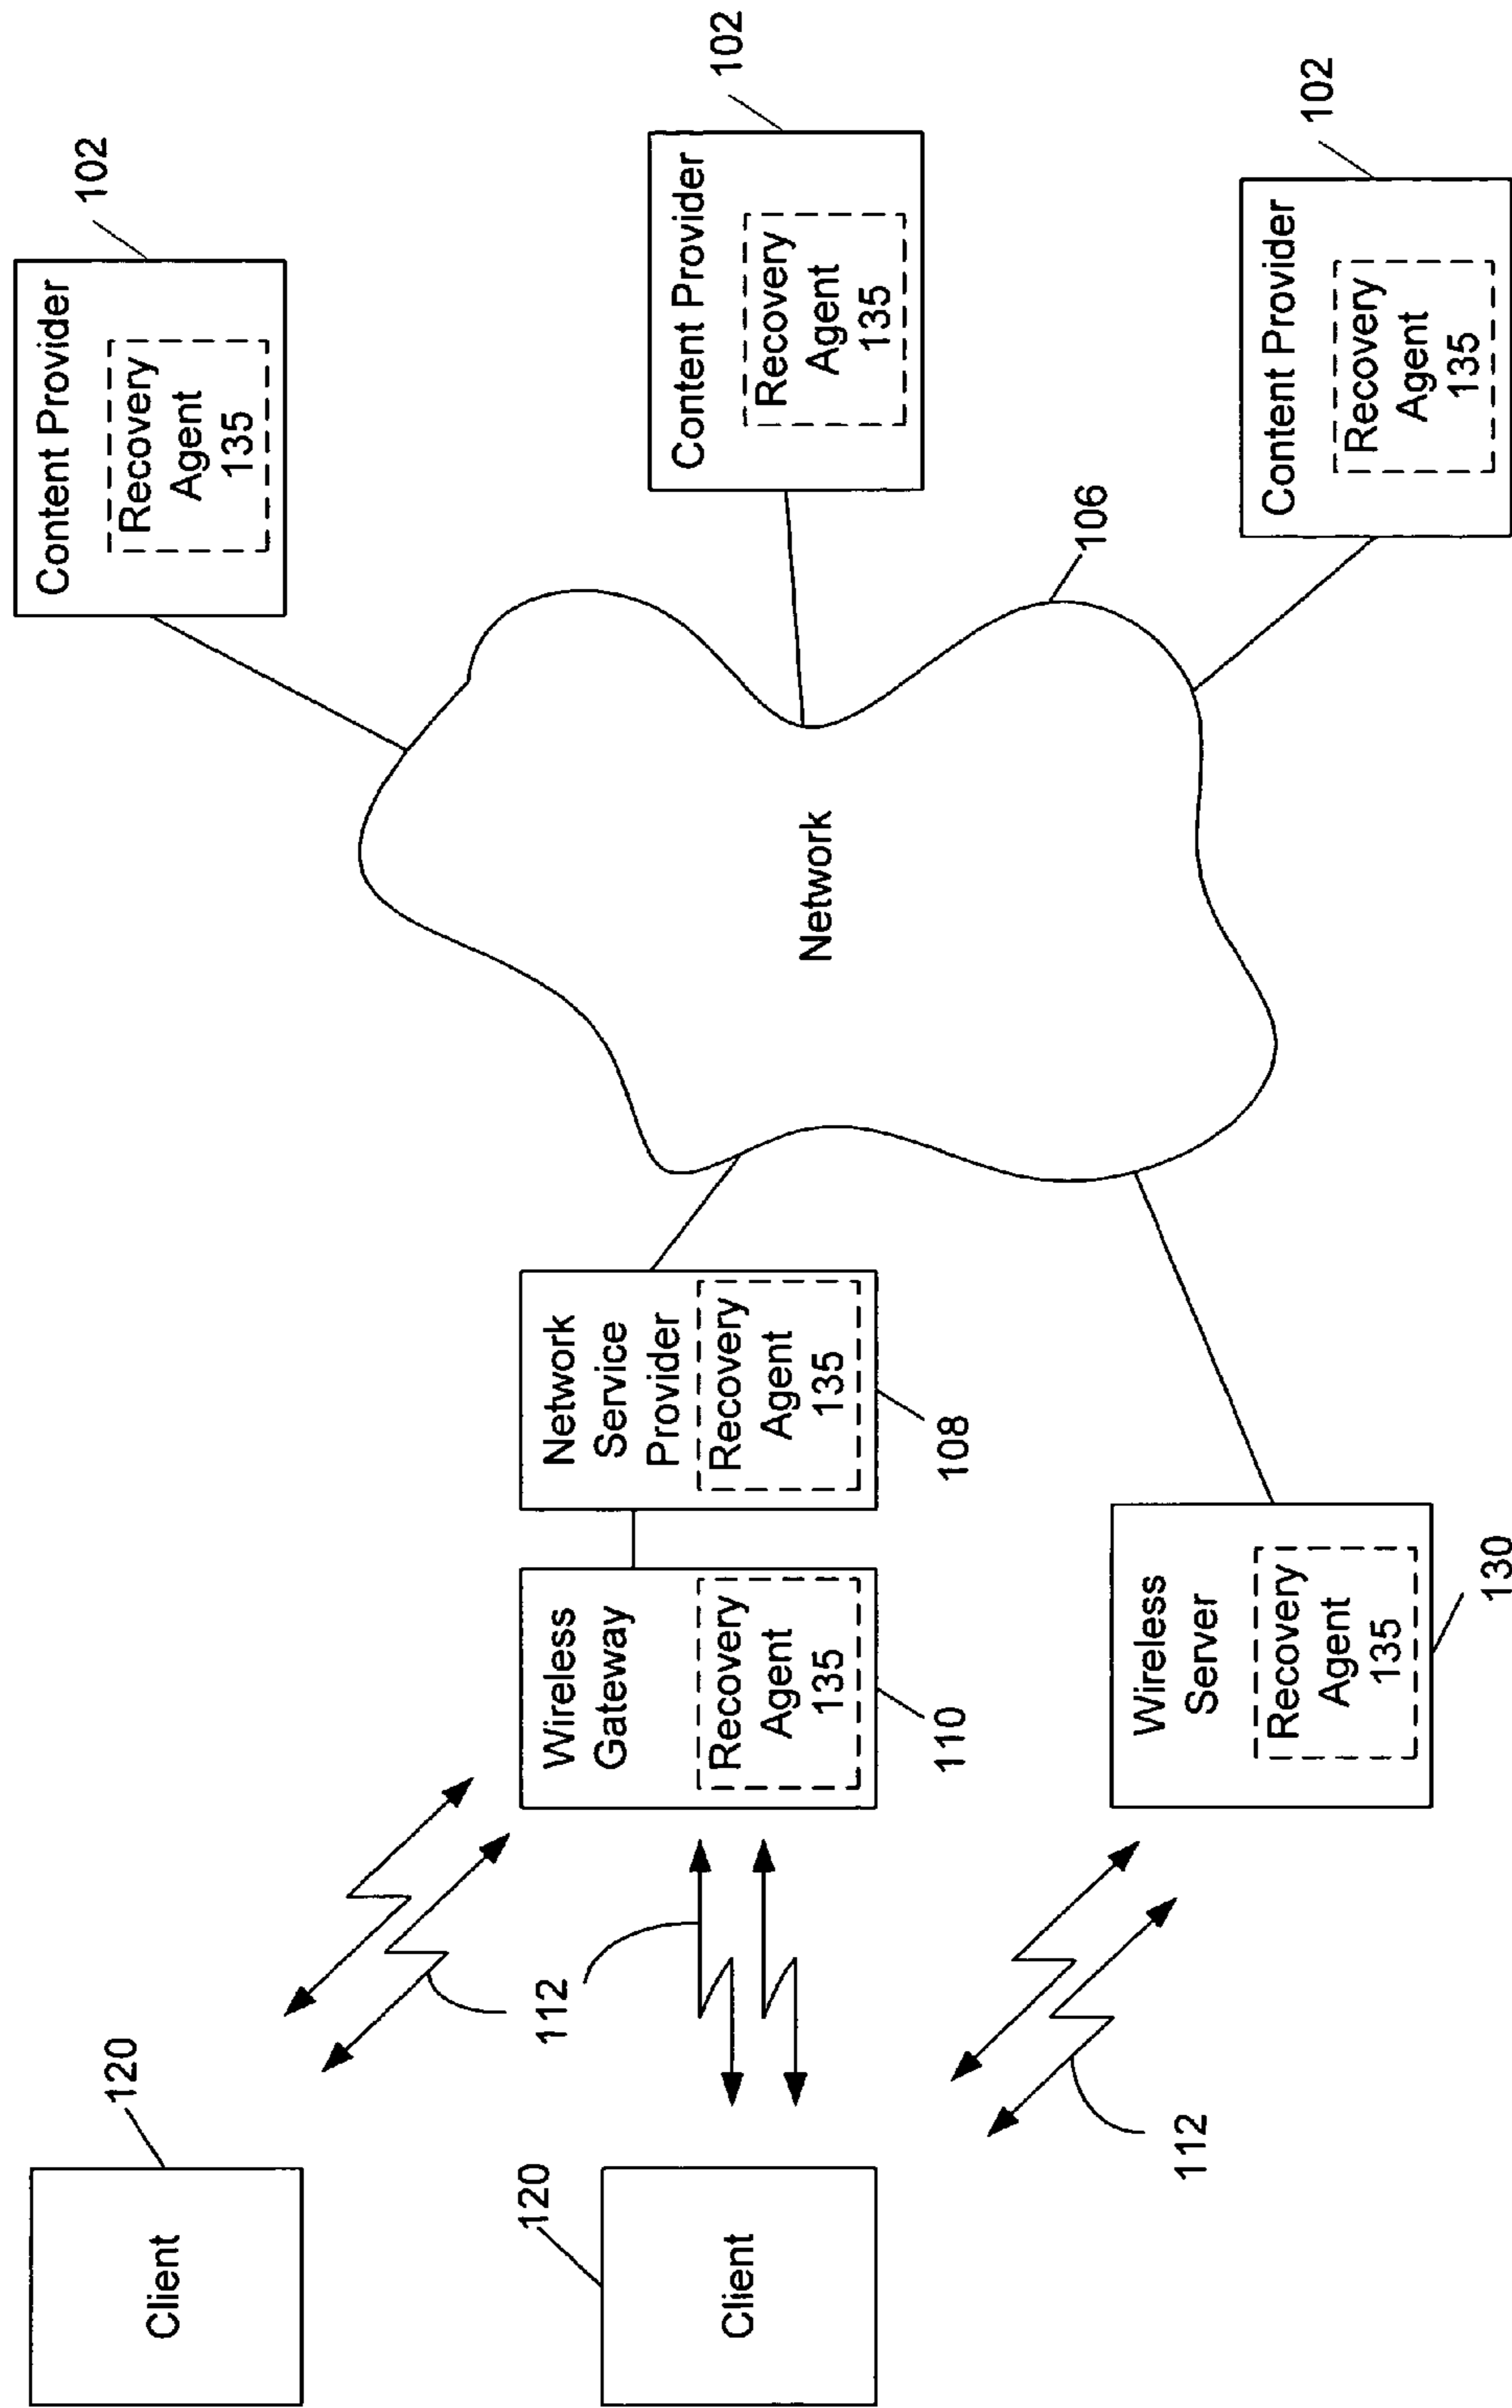 120
Client
120
Client
112
112
Wireless
Gateway
Recovery
Agent
135
110
Network
Service
Provider
Recovery
Agent
135
108
Wireless
Server
Recovery
Agent
135
130
Network
106
Content Provider
Recovery
Agent
135
102
Content Provider
Recovery
Agent
135
102
Content Provider
Recovery
Agent
135
102